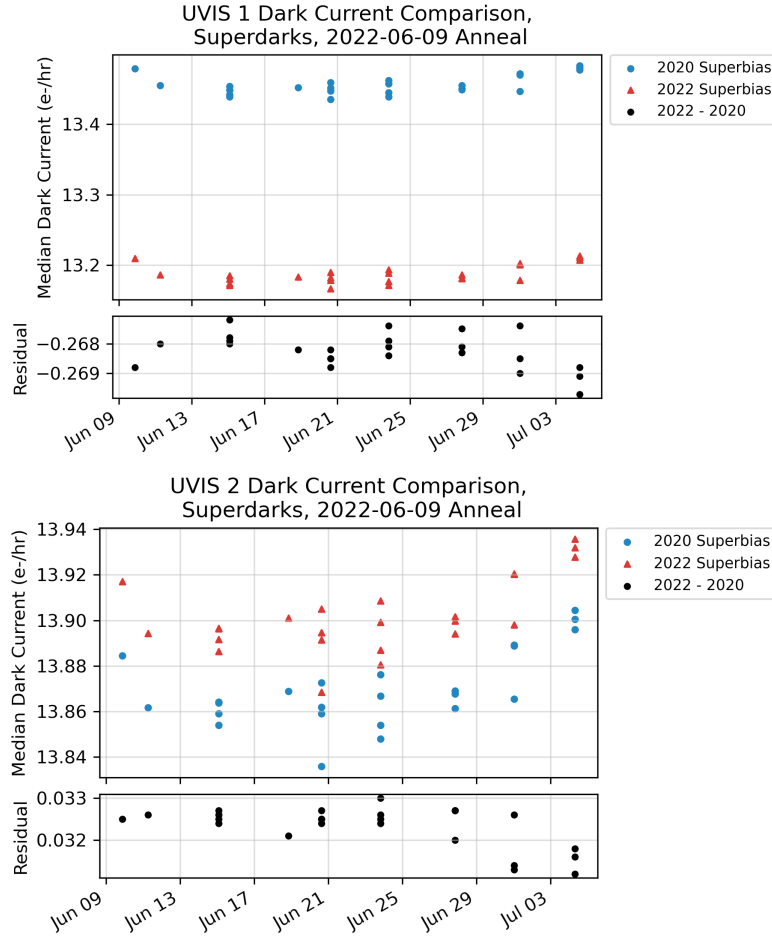 UVIS 1 Dark Current Comparison,
Superdarks, 2022-06-09 Anneal
Median Dark Current (e-/hr)
13.4
13.3
13.2
2020 Superbias
2022 Superbias
2022 - 2020
Residual
−0.268
−0.269
Jun 09
Jun 13
Jun 17
Jun 21
Jun 25
Jun 29
Jul 03
UVIS 2 Dark Current Comparison,
Superdarks, 2022-06-09 Anneal
Median Dark Current (e-/hr)
13.94
13.92
13.90
13.88
13.86
13.84
2020 Superbias
2022 Superbias
2022 - 2020
Residual
0.033
0.032
Jun 09
Jun 13
Jun 17
Jun 21
Jun 25
Jun 29
Jul 03